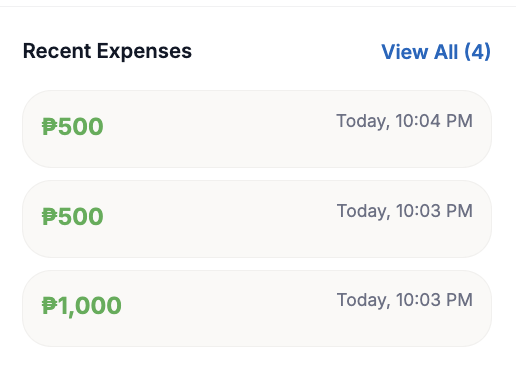 Recent Expenses View All (4)
₱500 Today, 10:04 PM
₱500 Today, 10:03 PM
₱1,000 Today, 10:03 PM